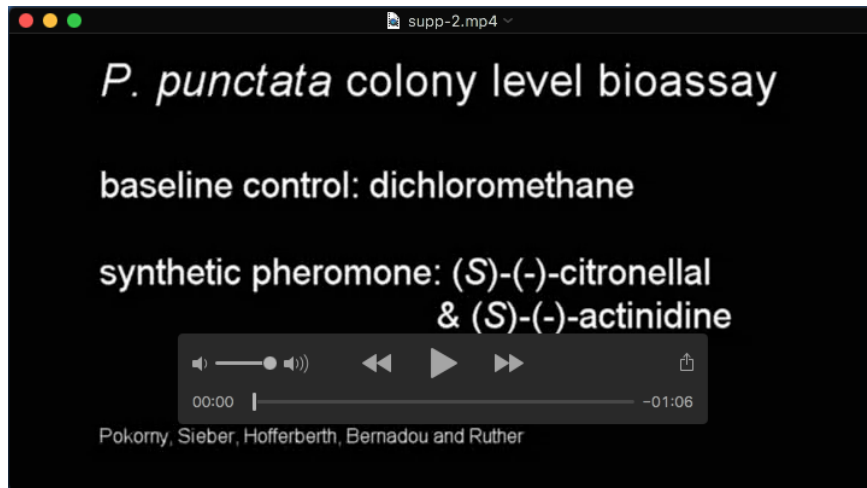 supp-2.mp4
P. punctata colony level bioassay
baseline control: dichloromethane
synthetic pheromone: (S)-(-)-citronellal
& (S)-(-)-actinidine
00:00
-01:06
Pokorny, Sieber, Hofferberth, Bernadou and Ruther